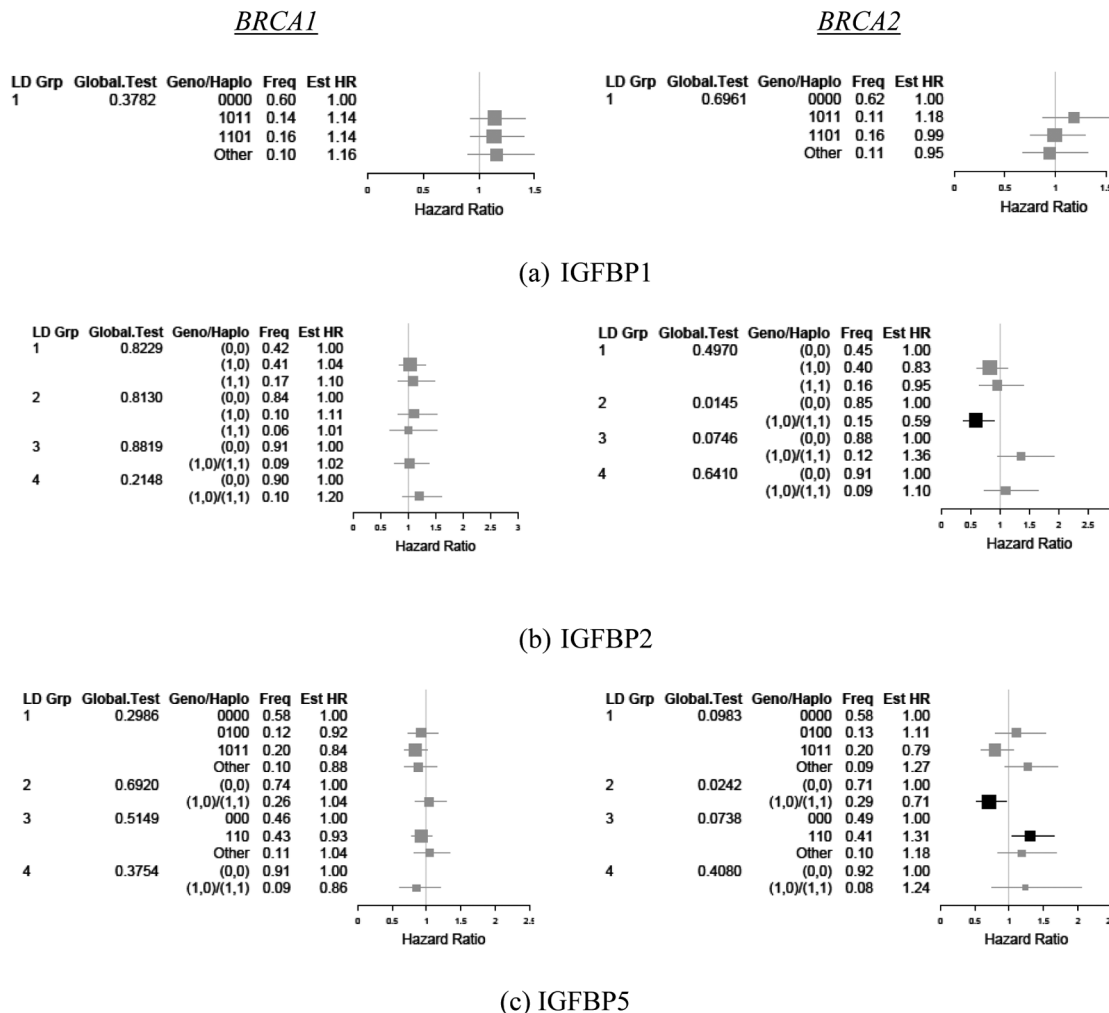 BRCA1
BRCA2
LD Grp Global.Test Geno/Haplo Freq Est HR
1 0.3782 0000 0.60 1.00
1011 0.14 1.14
1101 0.16 1.14
Other 0.10 1.16
0 0.5 1 1.5
Hazard Ratio
LD Grp Global.Test Geno/Haplo Freq Est HR
1 0.6961 0000 0.62 1.00
1011 0.11 1.18
1101 0.16 0.99
Other 0.11 0.95
0 0.5 1 1.5
Hazard Ratio
(a) IGFBP1
LD Grp Global.Test Geno/Haplo Freq Est HR
1 0.8229 (0,0) 0.42 1.00
(1,0) 0.41 1.04
(1,1) 0.17 1.10
2 0.8130 (0,0) 0.84 1.00
(1,0) 0.10 1.11
(1,1) 0.06 1.01
3 0.8819 (0,0) 0.91 1.00
(1,0)/(1,1) 0.09 1.02
4 0.2148 (0,0) 0.90 1.00
(1,0)/(1,1) 0.10 1.20
0 0.5 1 1.5 2 2.5 3
Hazard Ratio
LD Grp Global.Test Geno/Haplo Freq Est HR
1 0.4970 (0,0) 0.45 1.00
(1,0) 0.40 0.83
(1,1) 0.16 0.95
2 0.0145 (0,0) 0.85 1.00
(1,0)/(1,1) 0.15 0.59
3 0.0746 (0,0) 0.88 1.00
(1,0)/(1,1) 0.12 1.36
4 0.6410 (0,0) 0.91 1.00
(1,0)/(1,1) 0.09 1.10
0 0.5 1 1.5 2 2.5
Hazard Ratio
(b) IGFBP2
LD Grp Global.Test Geno/Haplo Freq Est HR
1 0.2986 0000 0.58 1.00
0100 0.12 0.92
1011 0.20 0.84
Other 0.10 0.88
2 0.6920 (0,0) 0.74 1.00
(1,0)/(1,1) 0.26 1.04
3 0.5149 000 0.46 1.00
110 0.43 0.93
Other 0.11 1.04
4 0.3754 (0,0) 0.91 1.00
(1,0)/(1,1) 0.09 0.86
0 0.5 1 1.5 2 2.5
Hazard Ratio
LD Grp Global.Test Geno/Haplo Freq Est HR
1 0.0983 0000 0.58 1.00
0100 0.13 1.11
1011 0.20 0.79
Other 0.09 1.27
2 0.0242 (0,0) 0.71 1.00
(1,0)/(1,1) 0.29 0.71
3 0.0738 000 0.49 1.00
110 0.41 1.31
Other 0.10 1.18
4 0.4080 (0,0) 0.92 1.00
(1,0)/(1,1) 0.08 1.24
0 0.5 1 1.5 2
Hazard Ratio
(c) IGFBP5